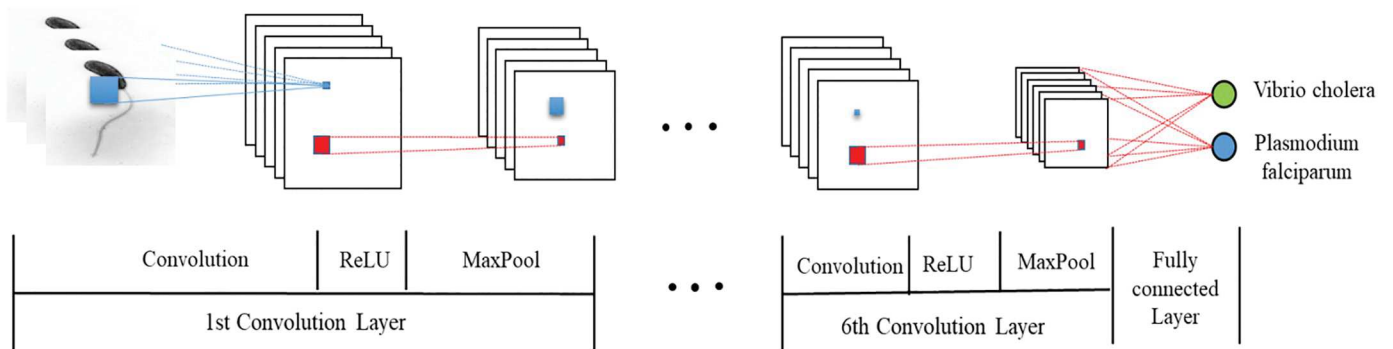 Vibrio cholera
Plasmodium
falciparum
Convolution
ReLU
MaxPool
Convolution
ReLU
MaxPool
Fully
connected
Layer
1st Convolution Layer
6th Convolution Layer